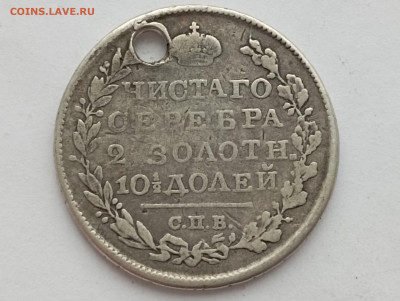 COINS.LAVE.RU
ЧИСТАГО
СЕРЕБРА
2 ЗОЛОТН.
10½ ДОЛЕЙ
С.П.Б.